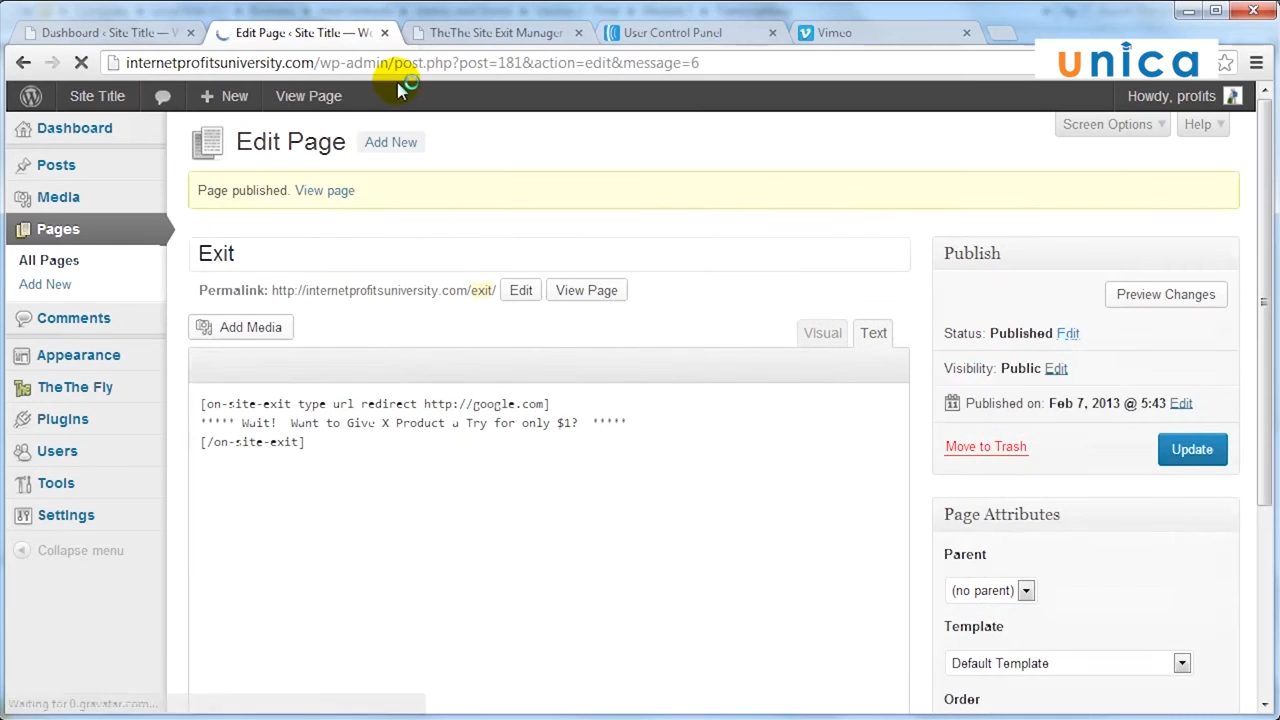 Dashboard ‹ Site Title — W
Edit Page ‹ Site Title — Wo
TheThe Site Exit Manager
User Control Panel
Vimeo
internetprofitsuniversity.com/wp-admin/post.php?post=181&action=edit&message=6
unica
Site Title
+ New
View Page
Howdy, profits
Dashboard
Posts
Media
Pages
All Pages
Add New
Comments
Appearance
TheThe Fly
Plugins
Users
Tools
Settings
Collapse menu
Screen Options
Help
Edit Page
Add New
Page published. View page
Exit
Permalink: http://internetprofitsuniversity.com/exit/
Edit
View Page
Add Media
Visual
Text
[on-site-exit type url redirect http://google.com]
***** Wait!  Want to Give X Product a Try for only $1?  *****
[/on-site-exit]
Publish
Preview Changes
Status: Published Edit
Visibility: Public Edit
Published on: Feb 7, 2013 @ 5:43 Edit
Move to Trash
Update
Page Attributes
Parent
(no parent)
Template
Default Template
Order
Waiting for 0.gravatar.com...